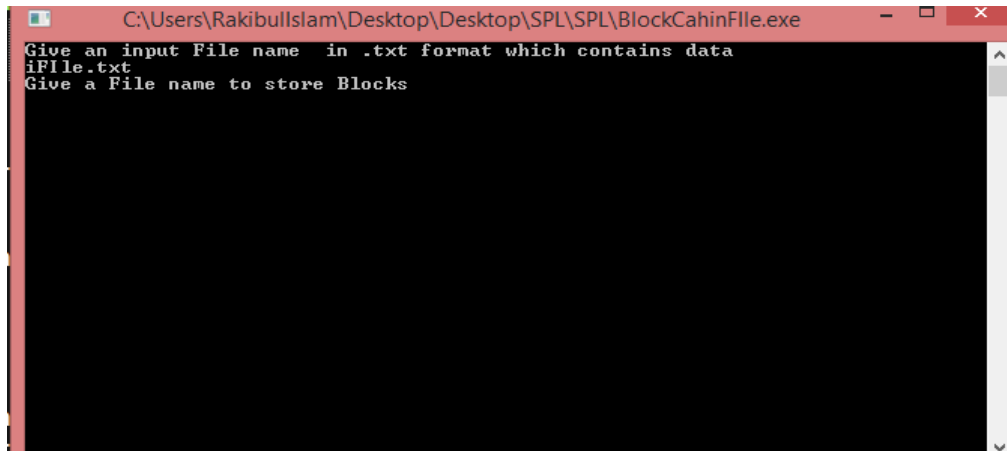 C:\Users\RakibulIslam\Desktop\Desktop\SPL\SPL\BlockCahinFIle.exe
Give an input File name  in .txt format which contains data
iFIle.txt
Give a File name to store Blocks